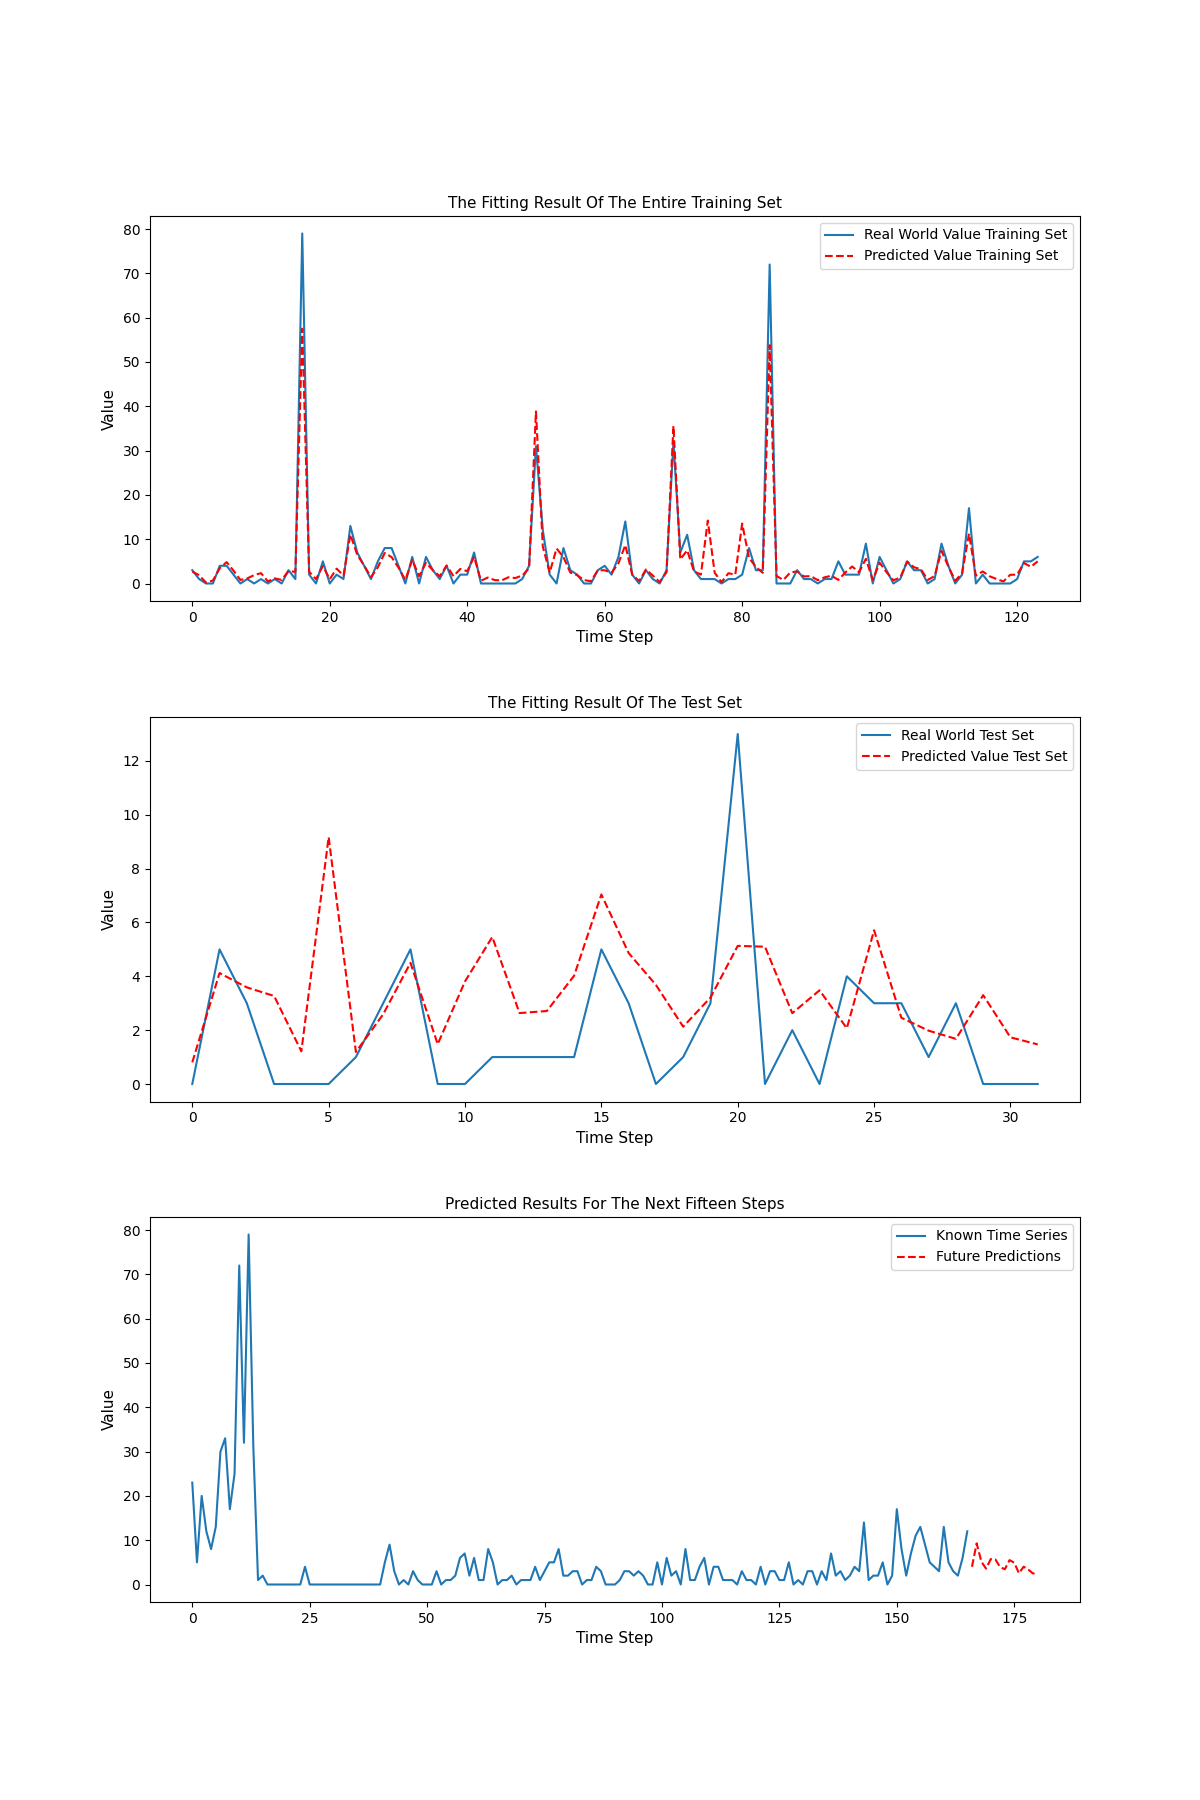 The Fitting Result Of The Entire Training Set
80
70
60
50
40
30
20
10
0
Value
Real World Value Training Set
Predicted Value Training Set
0 20 40 60 80 100 120
Time Step
The Fitting Result Of The Test Set
12
10
8
6
4
2
0
Value
Real World Test Set
Predicted Value Test Set
0 5 10 15 20 25 30
Time Step
Predicted Results For The Next Fifteen Steps
80
70
60
50
40
30
20
10
0
Value
Known Time Series
Future Predictions
0 25 50 75 100 125 150 175
Time Step